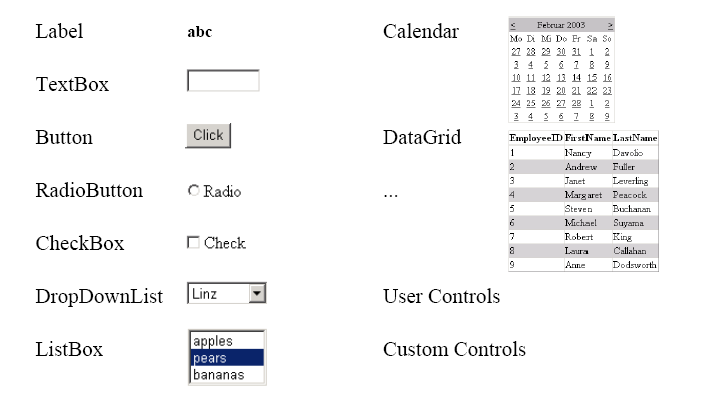 Label
abc
TextBox
Button
Click
RadioButton
Radio
CheckBox
Check
DropDownList
Linz
ListBox
apples
pears
bananas
Calendar
< Februar 2003 >
Mo Di Mi Do Fr Sa So
27 28 29 30 31 1 2
3 4 5 6 7 8 9
10 11 12 13 14 15 16
17 18 19 20 21 22 23
24 25 26 27 28 1 2
3 4 5 6 7 8 9
DataGrid
EmployeeID FirstName LastName
1 Nancy Davolio
2 Andrew Fuller
3 Janet Leverling
4 Margaret Peacock
5 Steven Buchanan
6 Michael Suyama
7 Robert King
8 Laura Callahan
9 Anne Dodsworth
...
User Controls
Custom Controls